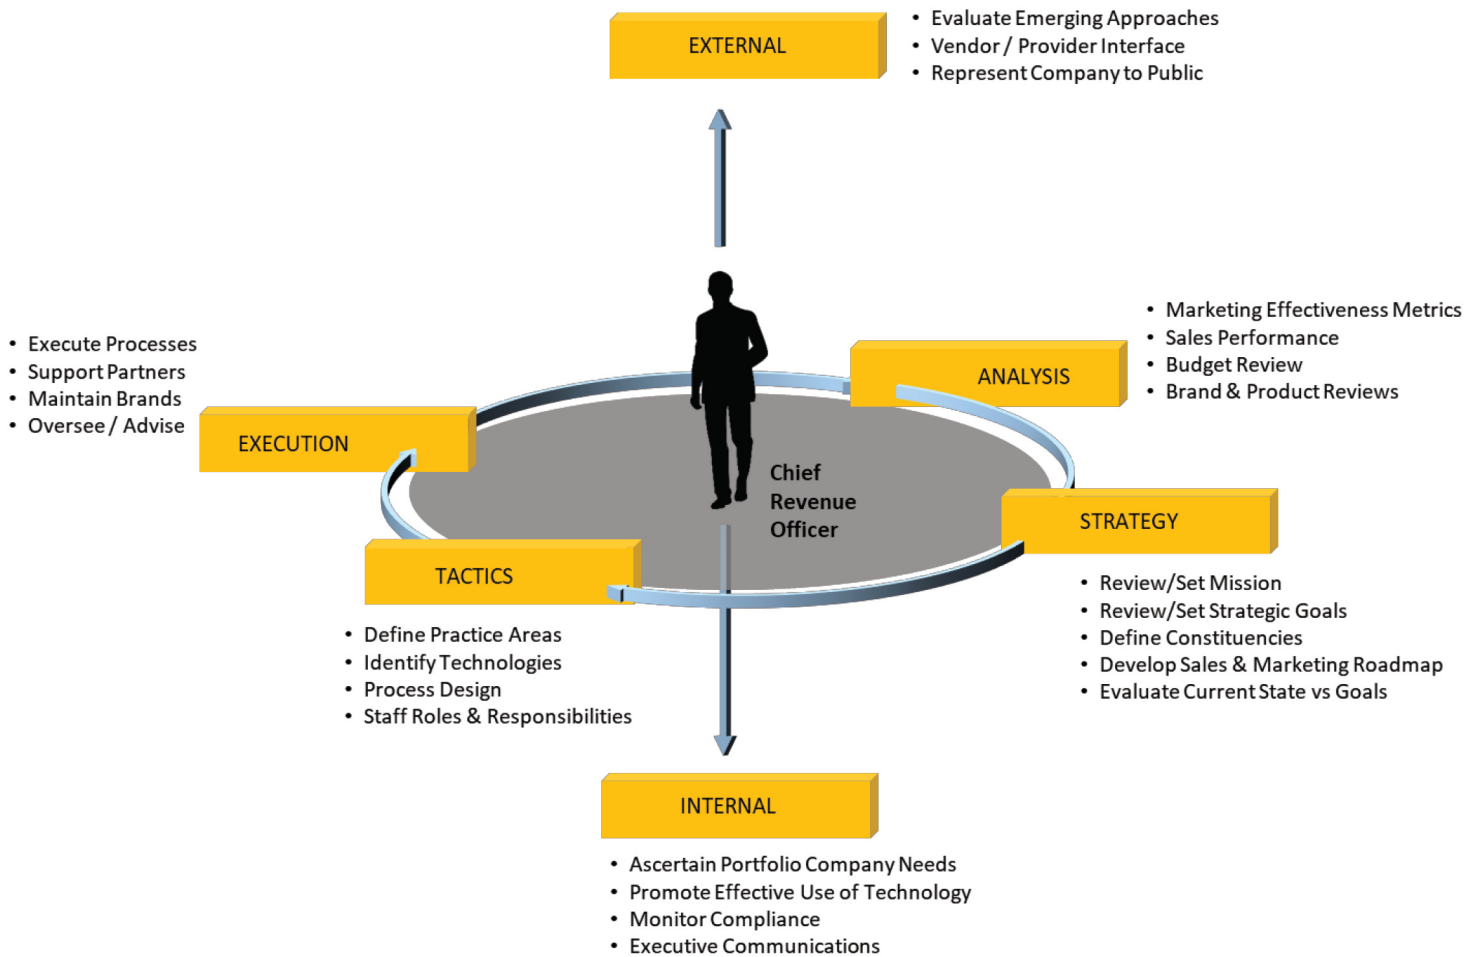 EXTERNAL
• Evaluate Emerging Approaches
• Vendor / Provider Interface
• Represent Company to Public
ANALYSIS
• Marketing Effectiveness Metrics
• Sales Performance
• Budget Review
• Brand & Product Reviews
• Execute Processes
• Support Partners
• Maintain Brands
• Oversee / Advise
EXECUTION
Chief
Revenue
Officer
STRATEGY
• Review/Set Mission
• Review/Set Strategic Goals
• Define Constituencies
• Develop Sales & Marketing Roadmap
• Evaluate Current State vs Goals
TACTICS
• Define Practice Areas
• Identify Technologies
• Process Design
• Staff Roles & Responsibilities
INTERNAL
• Ascertain Portfolio Company Needs
• Promote Effective Use of Technology
• Monitor Compliance
• Executive Communications